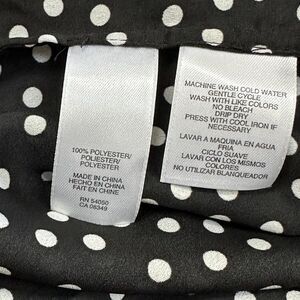 100% POLYESTER/
POLIESTER/
POLYESTER
MADE IN CHINA
HECHO EN CHINA
FAIT EN CHINE
RN 54050
CA 06349
MACHINE WASH COLD WATER
GENTLE CYCLE
WASH WITH LIKE COLORS
NO BLEACH
DRIP DRY
PRESS WITH COOL IRON IF
NECESSARY
LAVAR A MAQUINA EN AGUA
FRIA
CICLO SUAVE
LAVAR CON LOS MISMOS
COLORES
NO UTILIZAR BLANQUEADOR